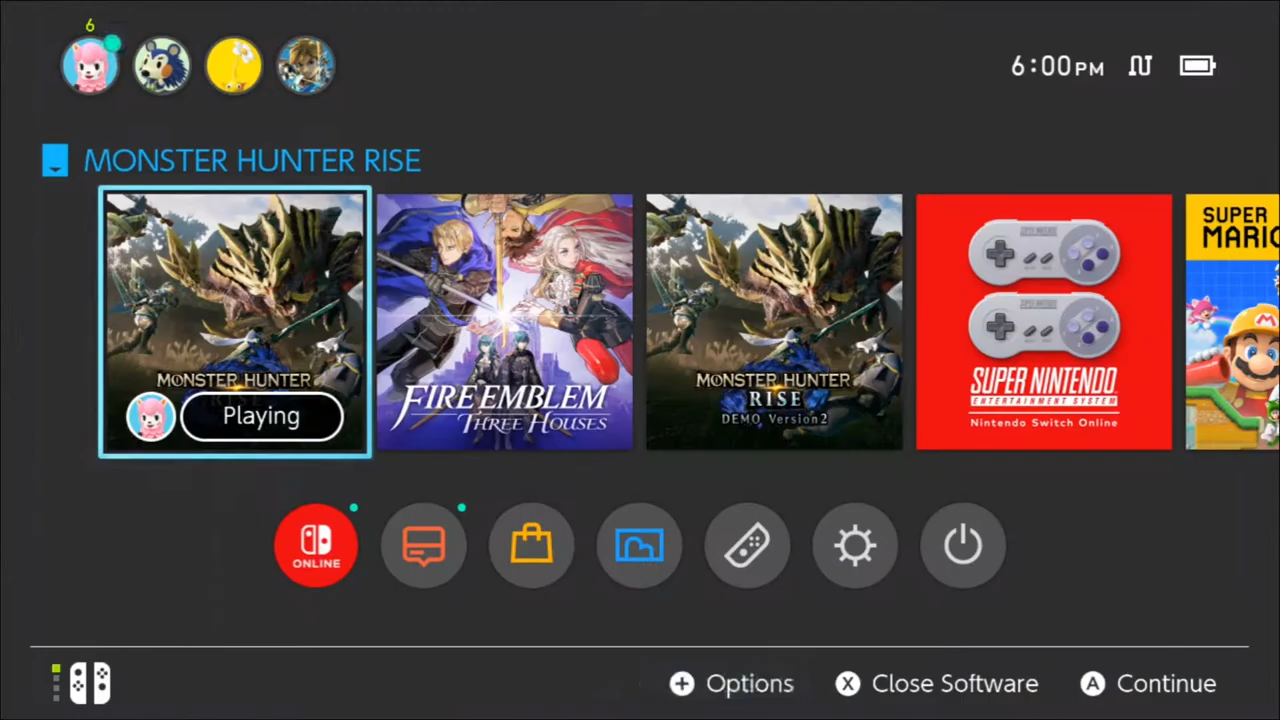 6
6:00PM
MONSTER HUNTER RISE
MONSTER HUNTER
Playing
FIRE EMBLEM
THREE HOUSES
MONSTER HUNTER
RISE
DEMO Version2
SUPER NINTENDO
ENTERTAINMENT SYSTEM
Nintendo Switch Online
SUPER
MARIO
ONLINE
+ Options
X Close Software
A Continue